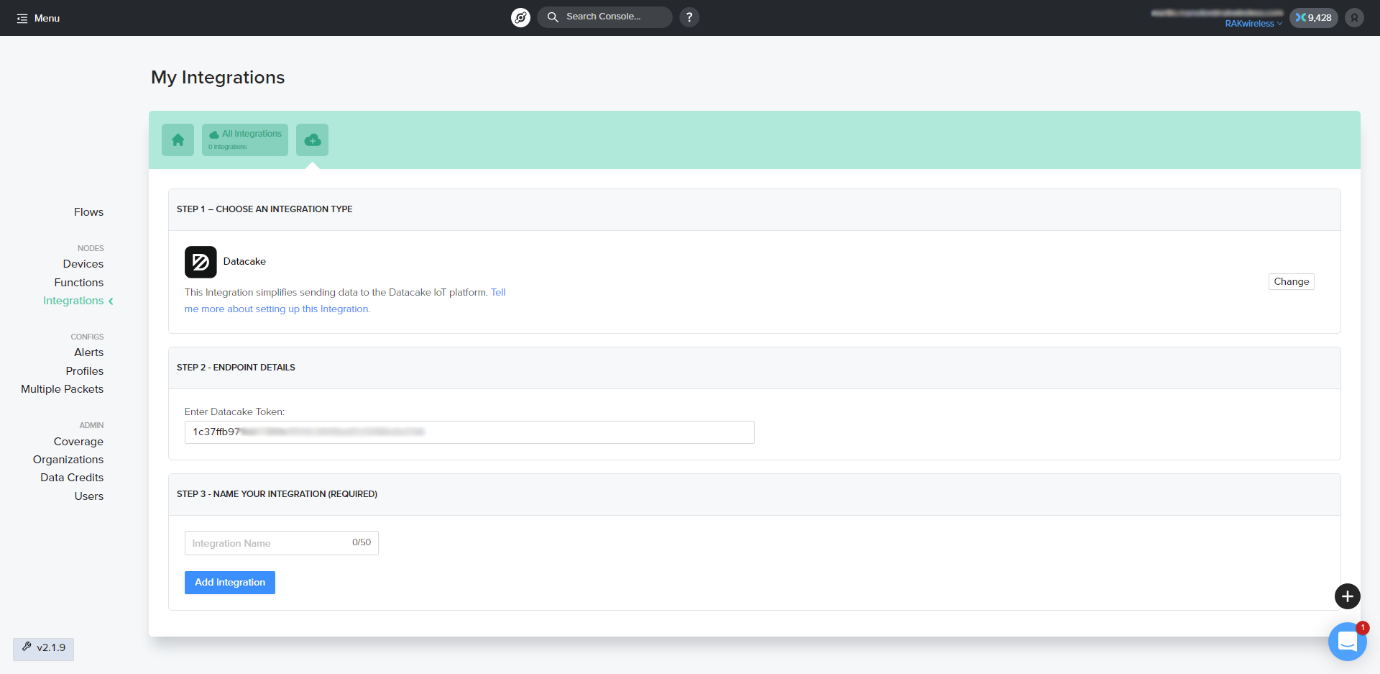 Menu
Search Console...
?
RAKwireless
9,428
My Integrations
All Integrations
0 Integrations
Flows
NODES
Devices
Functions
Integrations
CONFIGS
Alerts
Profiles
Multiple Packets
ADMIN
Coverage
Organizations
Data Credits
Users
STEP 1 – CHOOSE AN INTEGRATION TYPE
Datacake
This Integration simplifies sending data to the Datacake IoT platform. Tell
me more about setting up this Integration.
Change
STEP 2 - ENDPOINT DETAILS
Enter Datacake Token:
1c37ffb97
STEP 3 - NAME YOUR INTEGRATION (REQUIRED)
Integration Name
0/50
Add Integration
v2.1.9
1